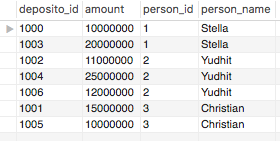 deposito_id amount person_id person_name
1000 10000000 1 Stella
1003 20000000 1 Stella
1002 11000000 2 Yudhit
1004 25000000 2 Yudhit
1006 12000000 2 Yudhit
1001 15000000 3 Christian
1005 10000000 3 Christian